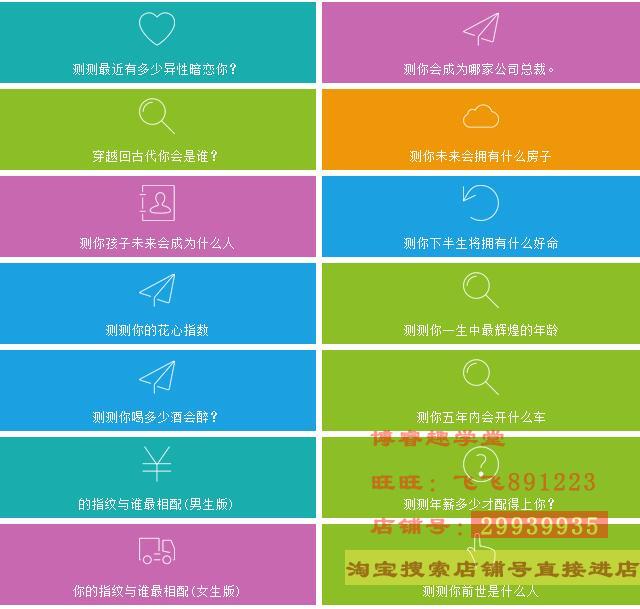 测测最近有多少异性暗恋你?
测你会成为哪家公司总裁。
穿越回古代你会是谁?
测你未来会拥有什么房子
测你孩子未来会成为什么人
测你下半生将拥有什么好命
测测你的花心指数
测测你一生中最辉煌的年龄
测测你喝多少酒会醉?
测你五年内会开什么车
博睿趣学堂
旺旺:飞飞891223
的指纹与谁最相配(男生版)
测测年薪多少才配得上你?
店铺号:29939935
淘宝搜索店铺号直接进店
你的指纹与谁最相配(女生版)
测测你前世是什么人